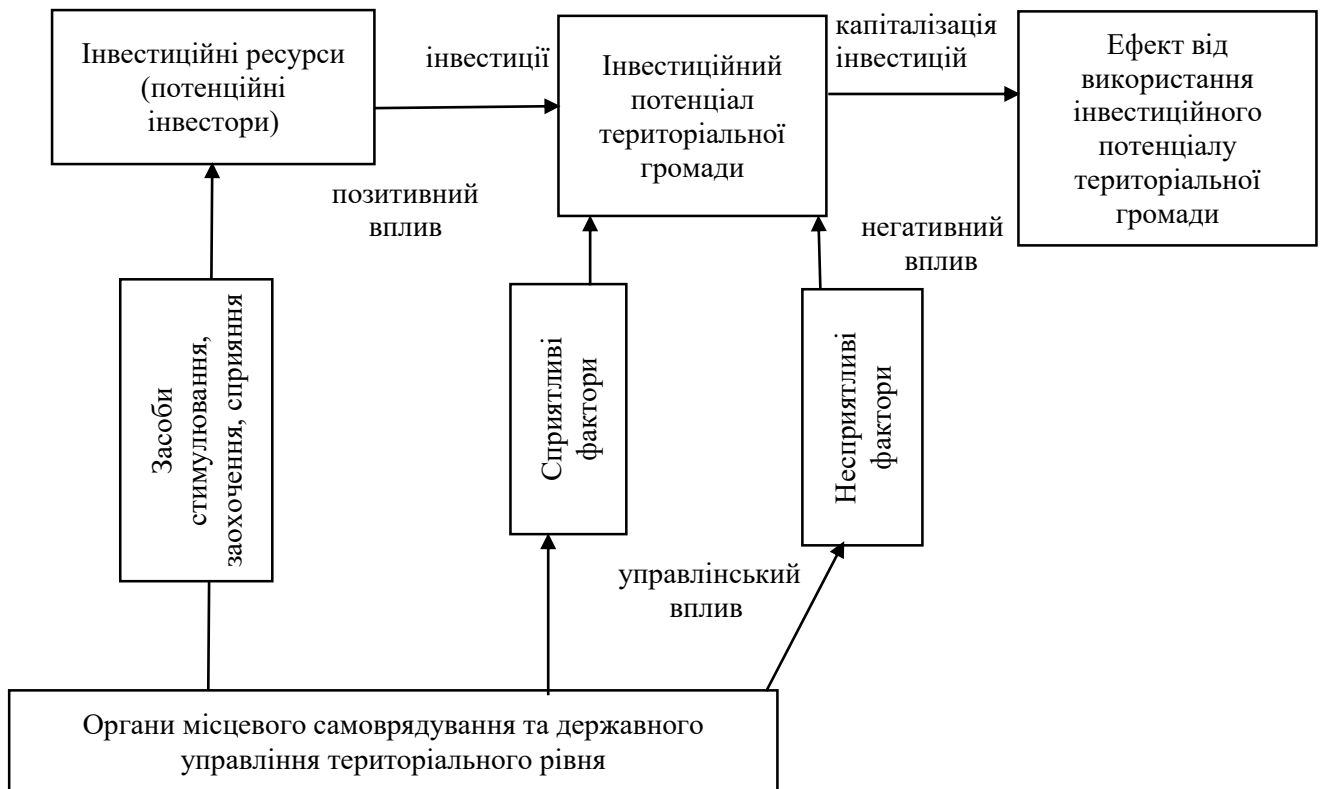 Інвестиційні ресурси
(потенційні
інвестори)
інвестиції
Інвестиційний
потенціал
територіальної
громади
капіталізація
інвестицій
Ефект від
використання
інвестиційного
потенціалу
територіальної
громади
позитивний
вплив
негативний
вплив
Засоби
стимулювання,
заохочення, сприяння
Сприятливі
фактори
Несприятливі
фактори
управлінський
вплив
Органи місцевого самоврядування та державного
управління територіального рівня